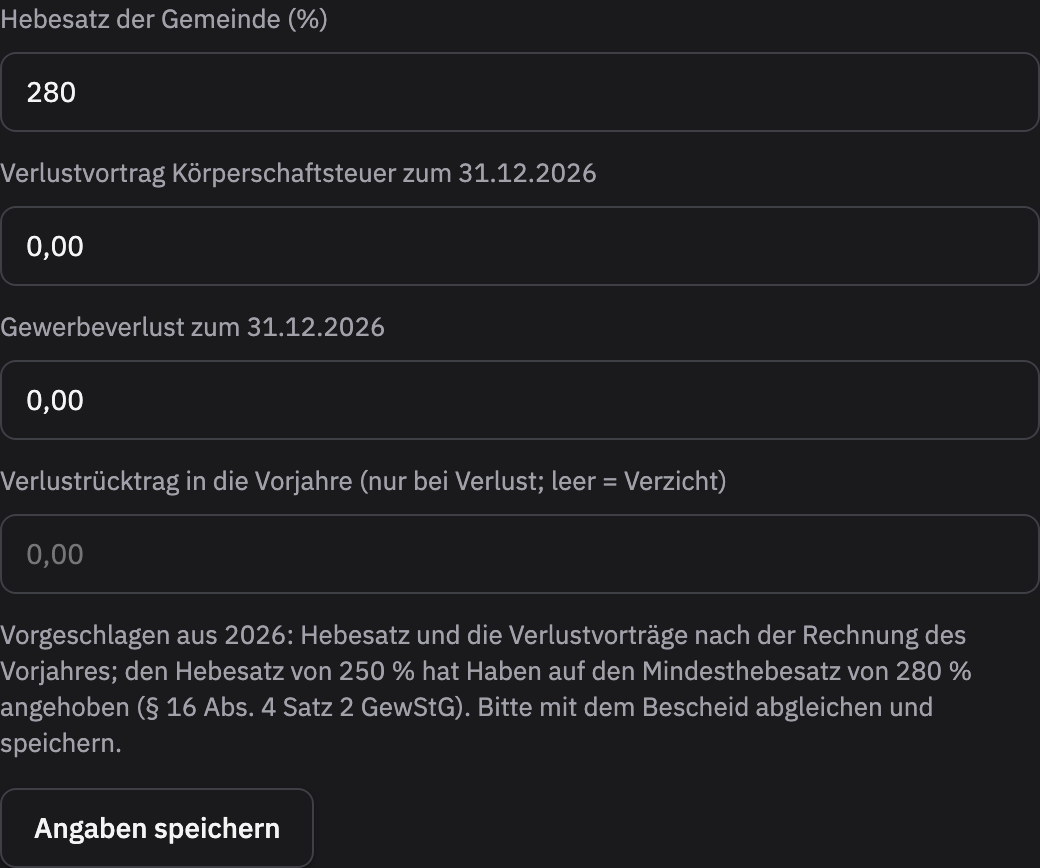 Hebesatz der Gemeinde (%)
280
Verlustvortrag Körperschaftsteuer zum 31.12.2026
0,00
Gewerbeverlust zum 31.12.2026
0,00
Verlustrücktrag in die Vorjahre (nur bei Verlust; leer = Verzicht)
0,00
Vorgeschlagen aus 2026: Hebesatz und die Verlustvorträge nach der Rechnung des
Vorjahres; den Hebesatz von 250 % hat Haben auf den Mindesthebesatz von 280 %
angehoben (§ 16 Abs. 4 Satz 2 GewStG). Bitte mit dem Bescheid abgleichen und
speichern.
Angaben speichern